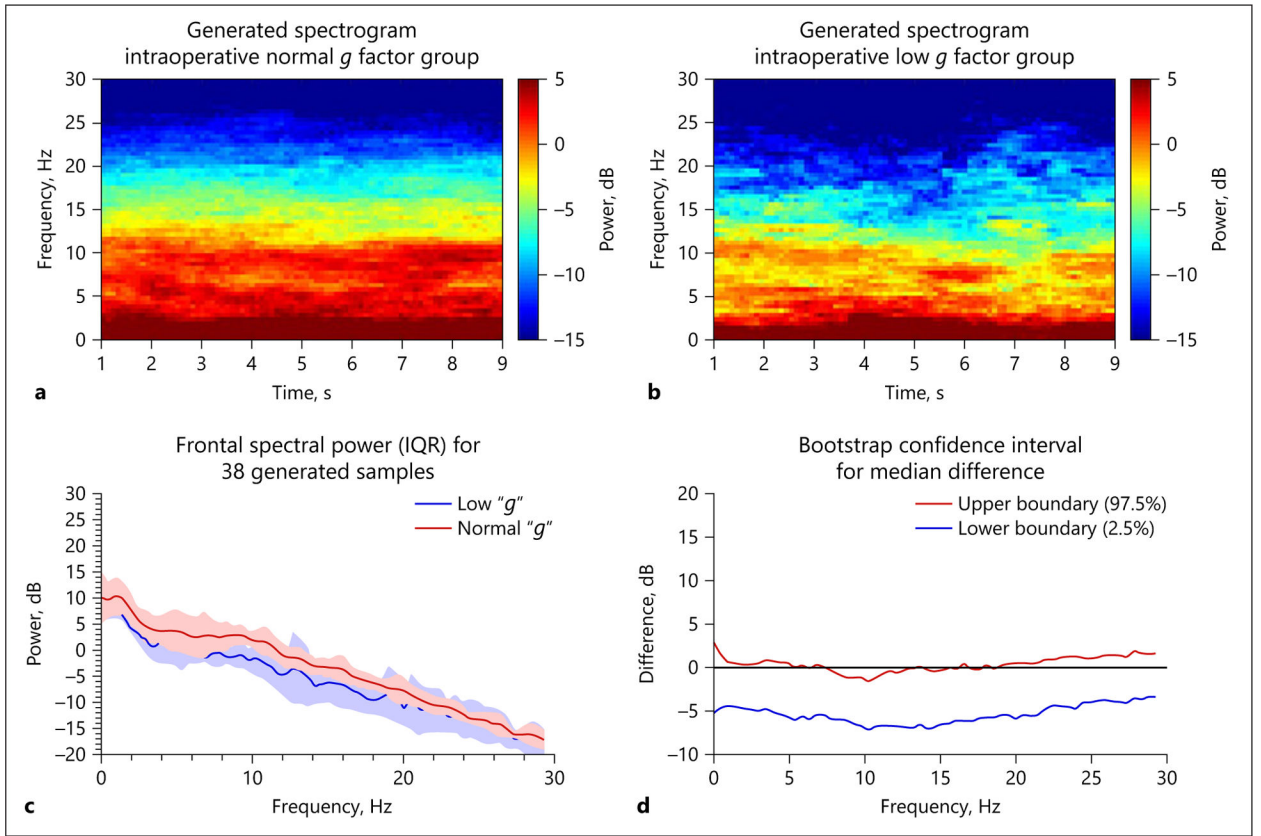 Generated spectrogram
intraoperative normal g factor group
30
25
20
15
10
5
0
Frequency, Hz
1 2 3 4 5 6 7 8 9
Time, s
5
0
–5
–10
–15
Power, dB
a
Generated spectrogram
intraoperative low g factor group
30
25
20
15
10
5
0
Frequency, Hz
1 2 3 4 5 6 7 8 9
Time, s
5
0
–5
–10
–15
Power, dB
b
Frontal spectral power (IQR) for
38 generated samples
30
25
20
15
10
5
0
–5
–10
–15
–20
Power, dB
Low "g"
Normal "g"
0 10 20 30
Frequency, Hz
c
Bootstrap confidence interval
for median difference
20
15
10
5
0
–5
–10
Difference, dB
Upper boundary (97.5%)
Lower boundary (2.5%)
0 5 10 15 20 25 30
Frequency, Hz
d